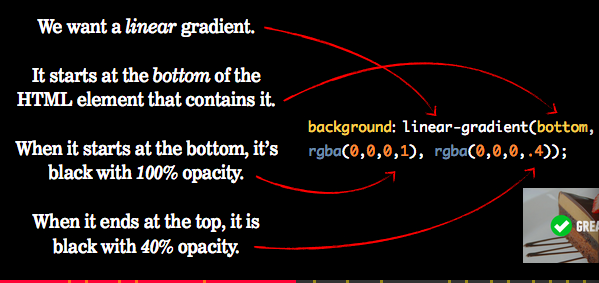 We want a linear gradient.
It starts at the bottom of the
HTML element that contains it.
When it starts at the bottom, it’s
black with 100% opacity.
When it ends at the top, it is
black with 40% opacity.
background: linear-gradient(bottom,
rgba(0,0,0,1), rgba(0,0,0,.4));